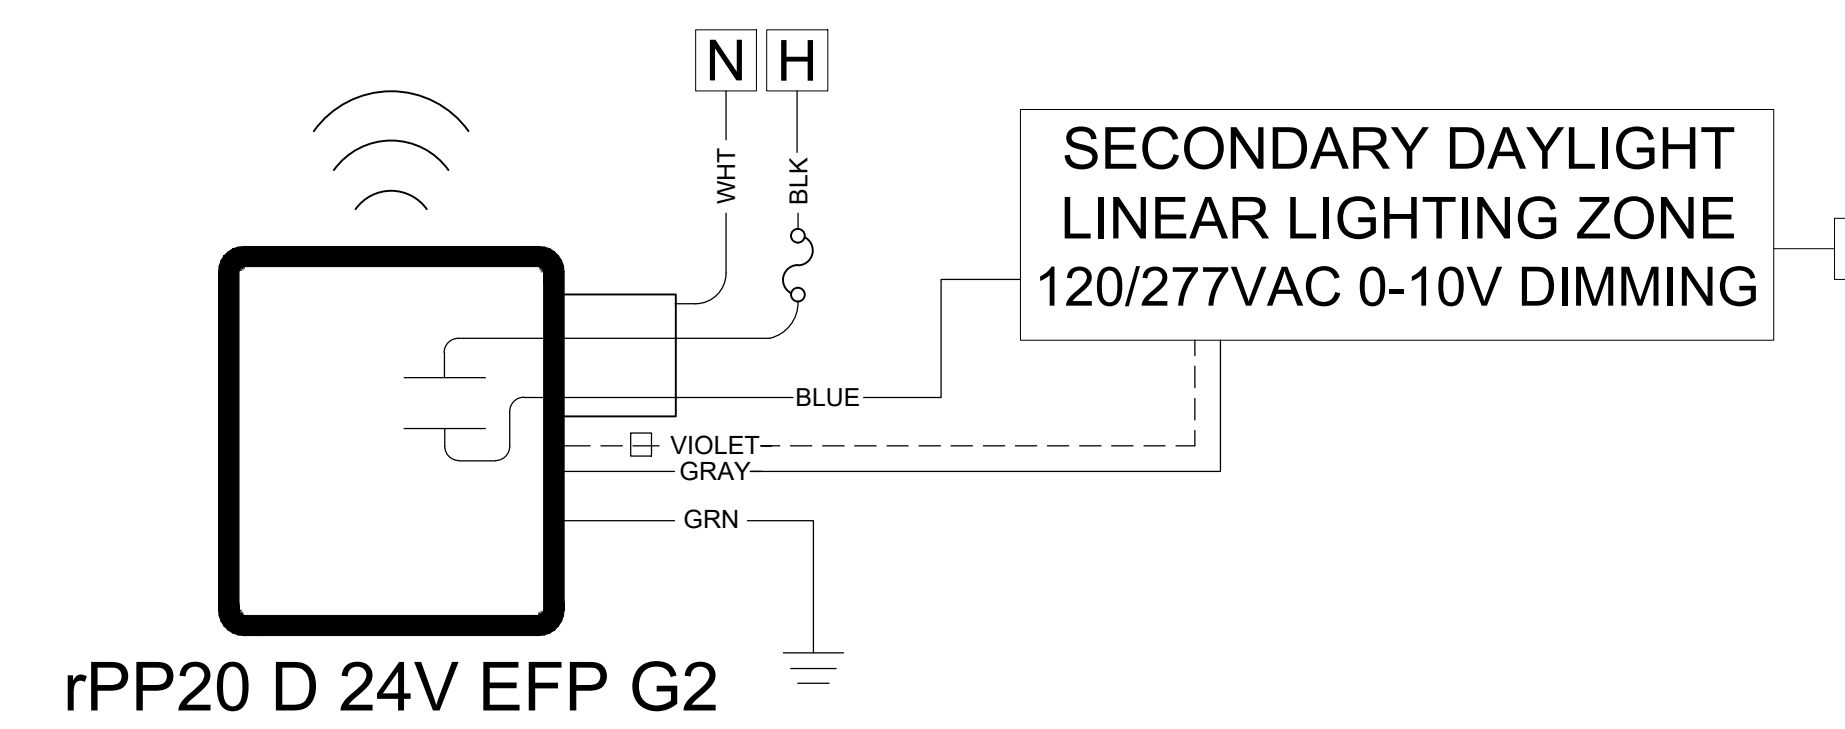 N H
WHT
BLK
SECONDARY DAYLIGHT
LINEAR LIGHTING ZONE
120/277VAC 0-10V DIMMING
BLUE
VIOLET
GRAY
GRN
rPP20 D 24V EFP G2